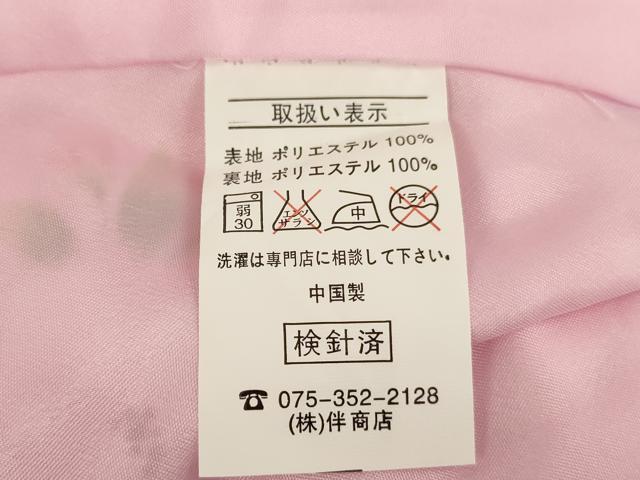 取扱い表示
表地 ポリエステル 100%
裏地 ポリエステル 100%
弱 30 エンソ サラシ 中 ドライ
洗濯は専門店に相談して下さい。
中国製
検針済
☎ 075-352-2128
(株)伴商店